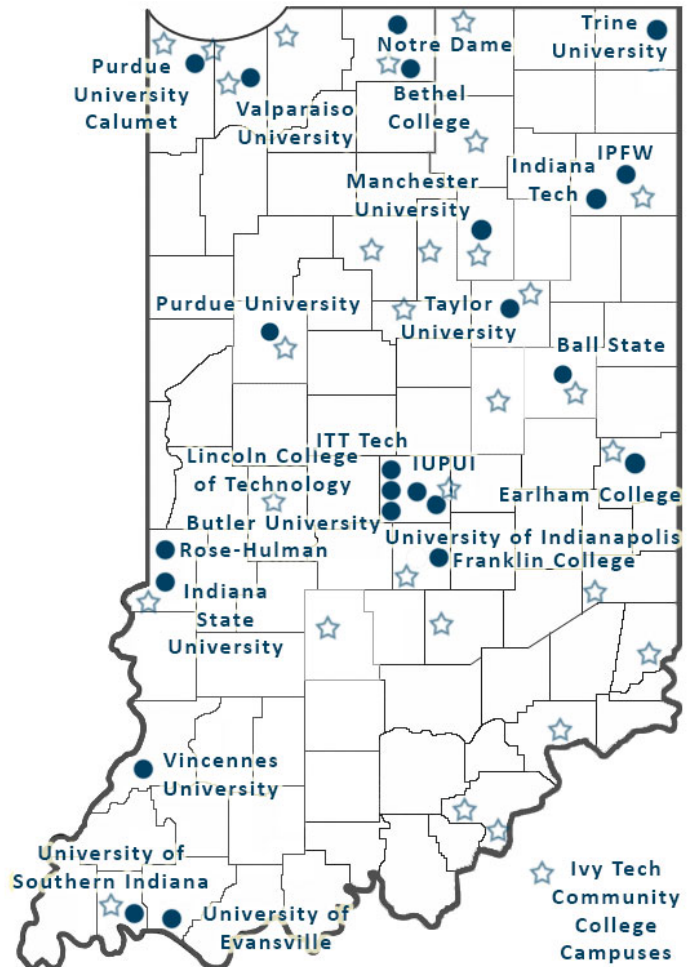 Trine
University
Notre Dame
Purdue
University
Calumet
Bethel
College
Valparaiso
University
IPFW
Indiana
Tech
Manchester
University
Purdue University
Taylor
University
Ball State
ITT Tech
Lincoln College
of Technology
IUPUI
Earlham College
Butler University
University of Indianapolis
Rose-Hulman
Franklin College
Indiana
State
University
Vincennes
University
University of
Southern Indiana
University of
Evansville
Ivy Tech
Community
College
Campuses